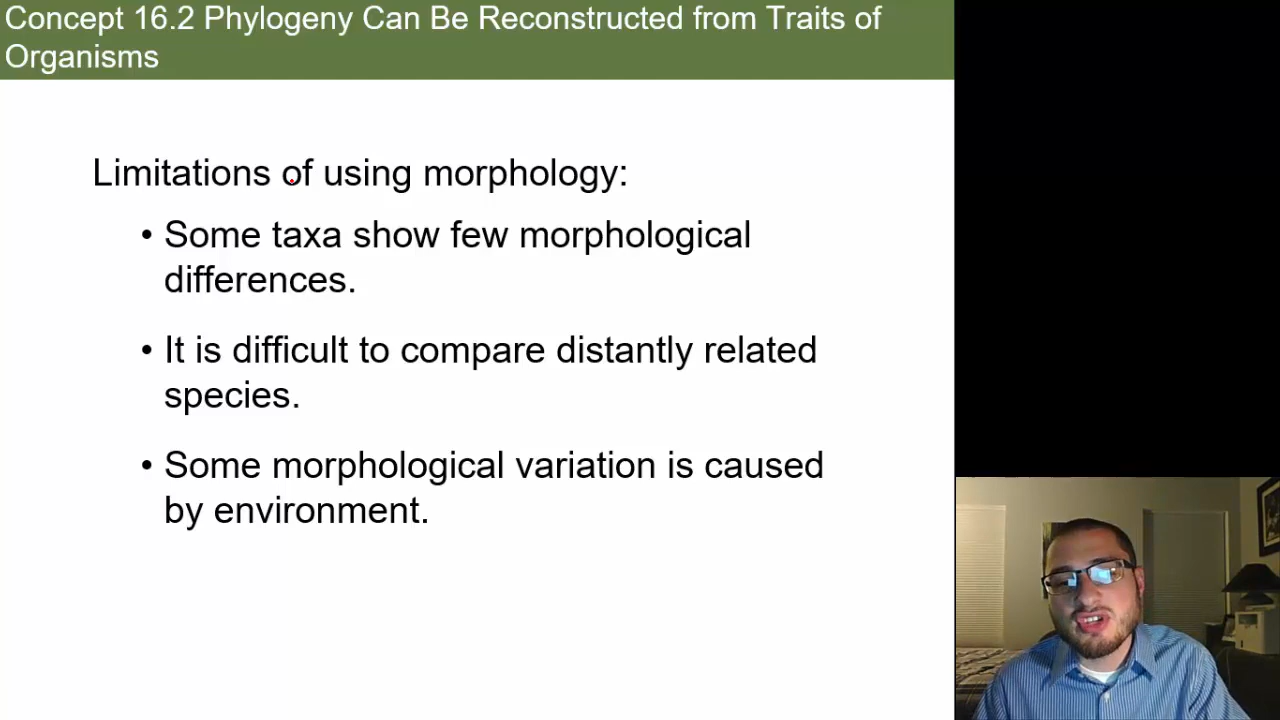 Concept 16.2 Phylogeny Can Be Reconstructed from Traits of
Organisms
Limitations of using morphology:
• Some taxa show few morphological
differences.
• It is difficult to compare distantly related
species.
• Some morphological variation is caused
by environment.